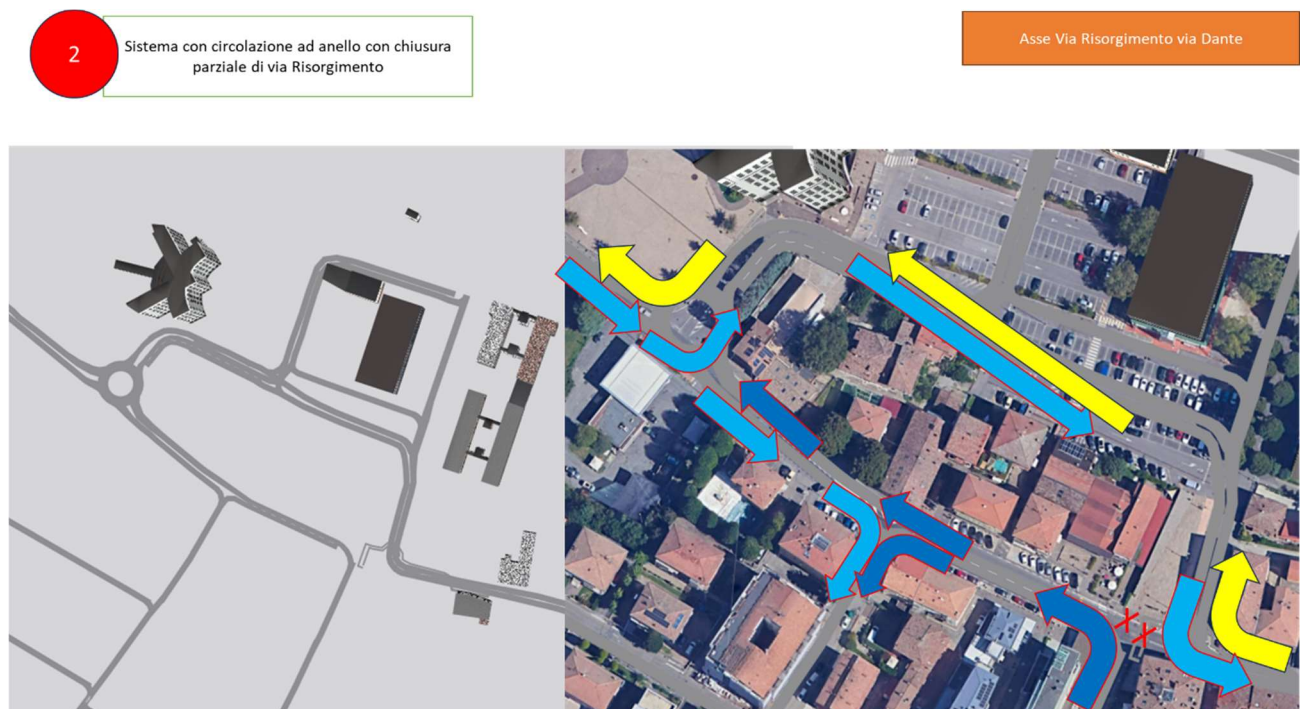 2
Sistema con circolazione ad anello con chiusura
parziale di via Risorgimento
Asse Via Risorgimento via Dante